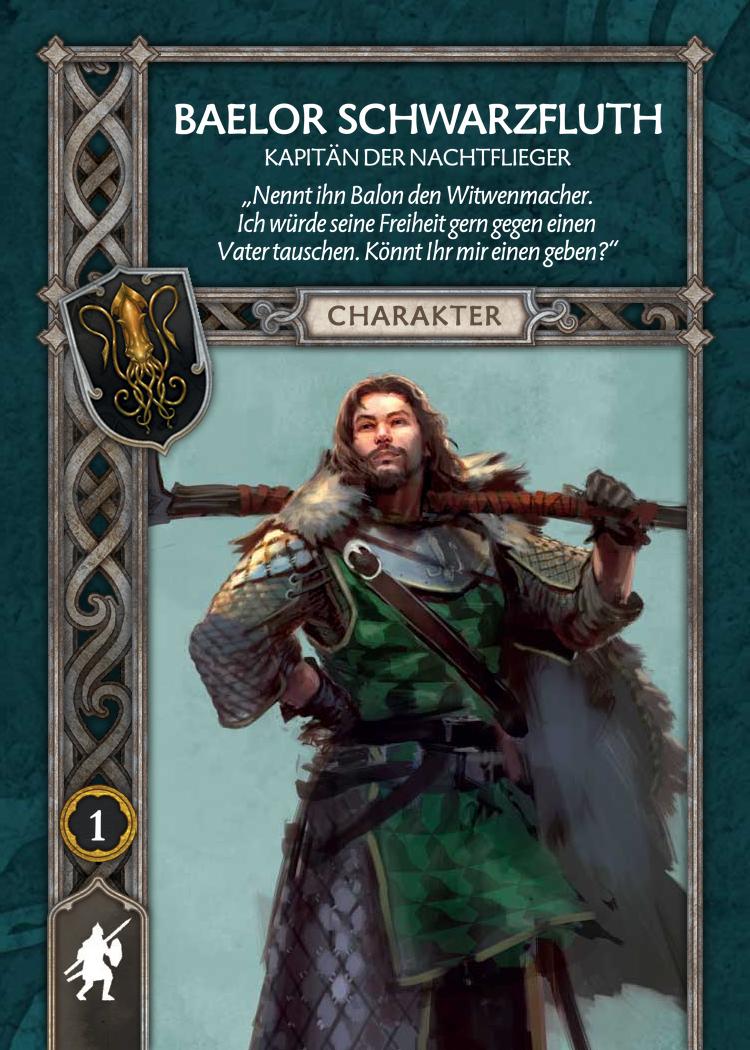 BAELOR SCHWARZFLUTH
KAPITÄN DER NACHTFLIEGER
„Nennt ihn Balon den Witwenmacher.
Ich würde seine Freiheit gern gegen einen
Vater tauschen. Könnt Ihr mir einen geben?“
CHARAKTER
1